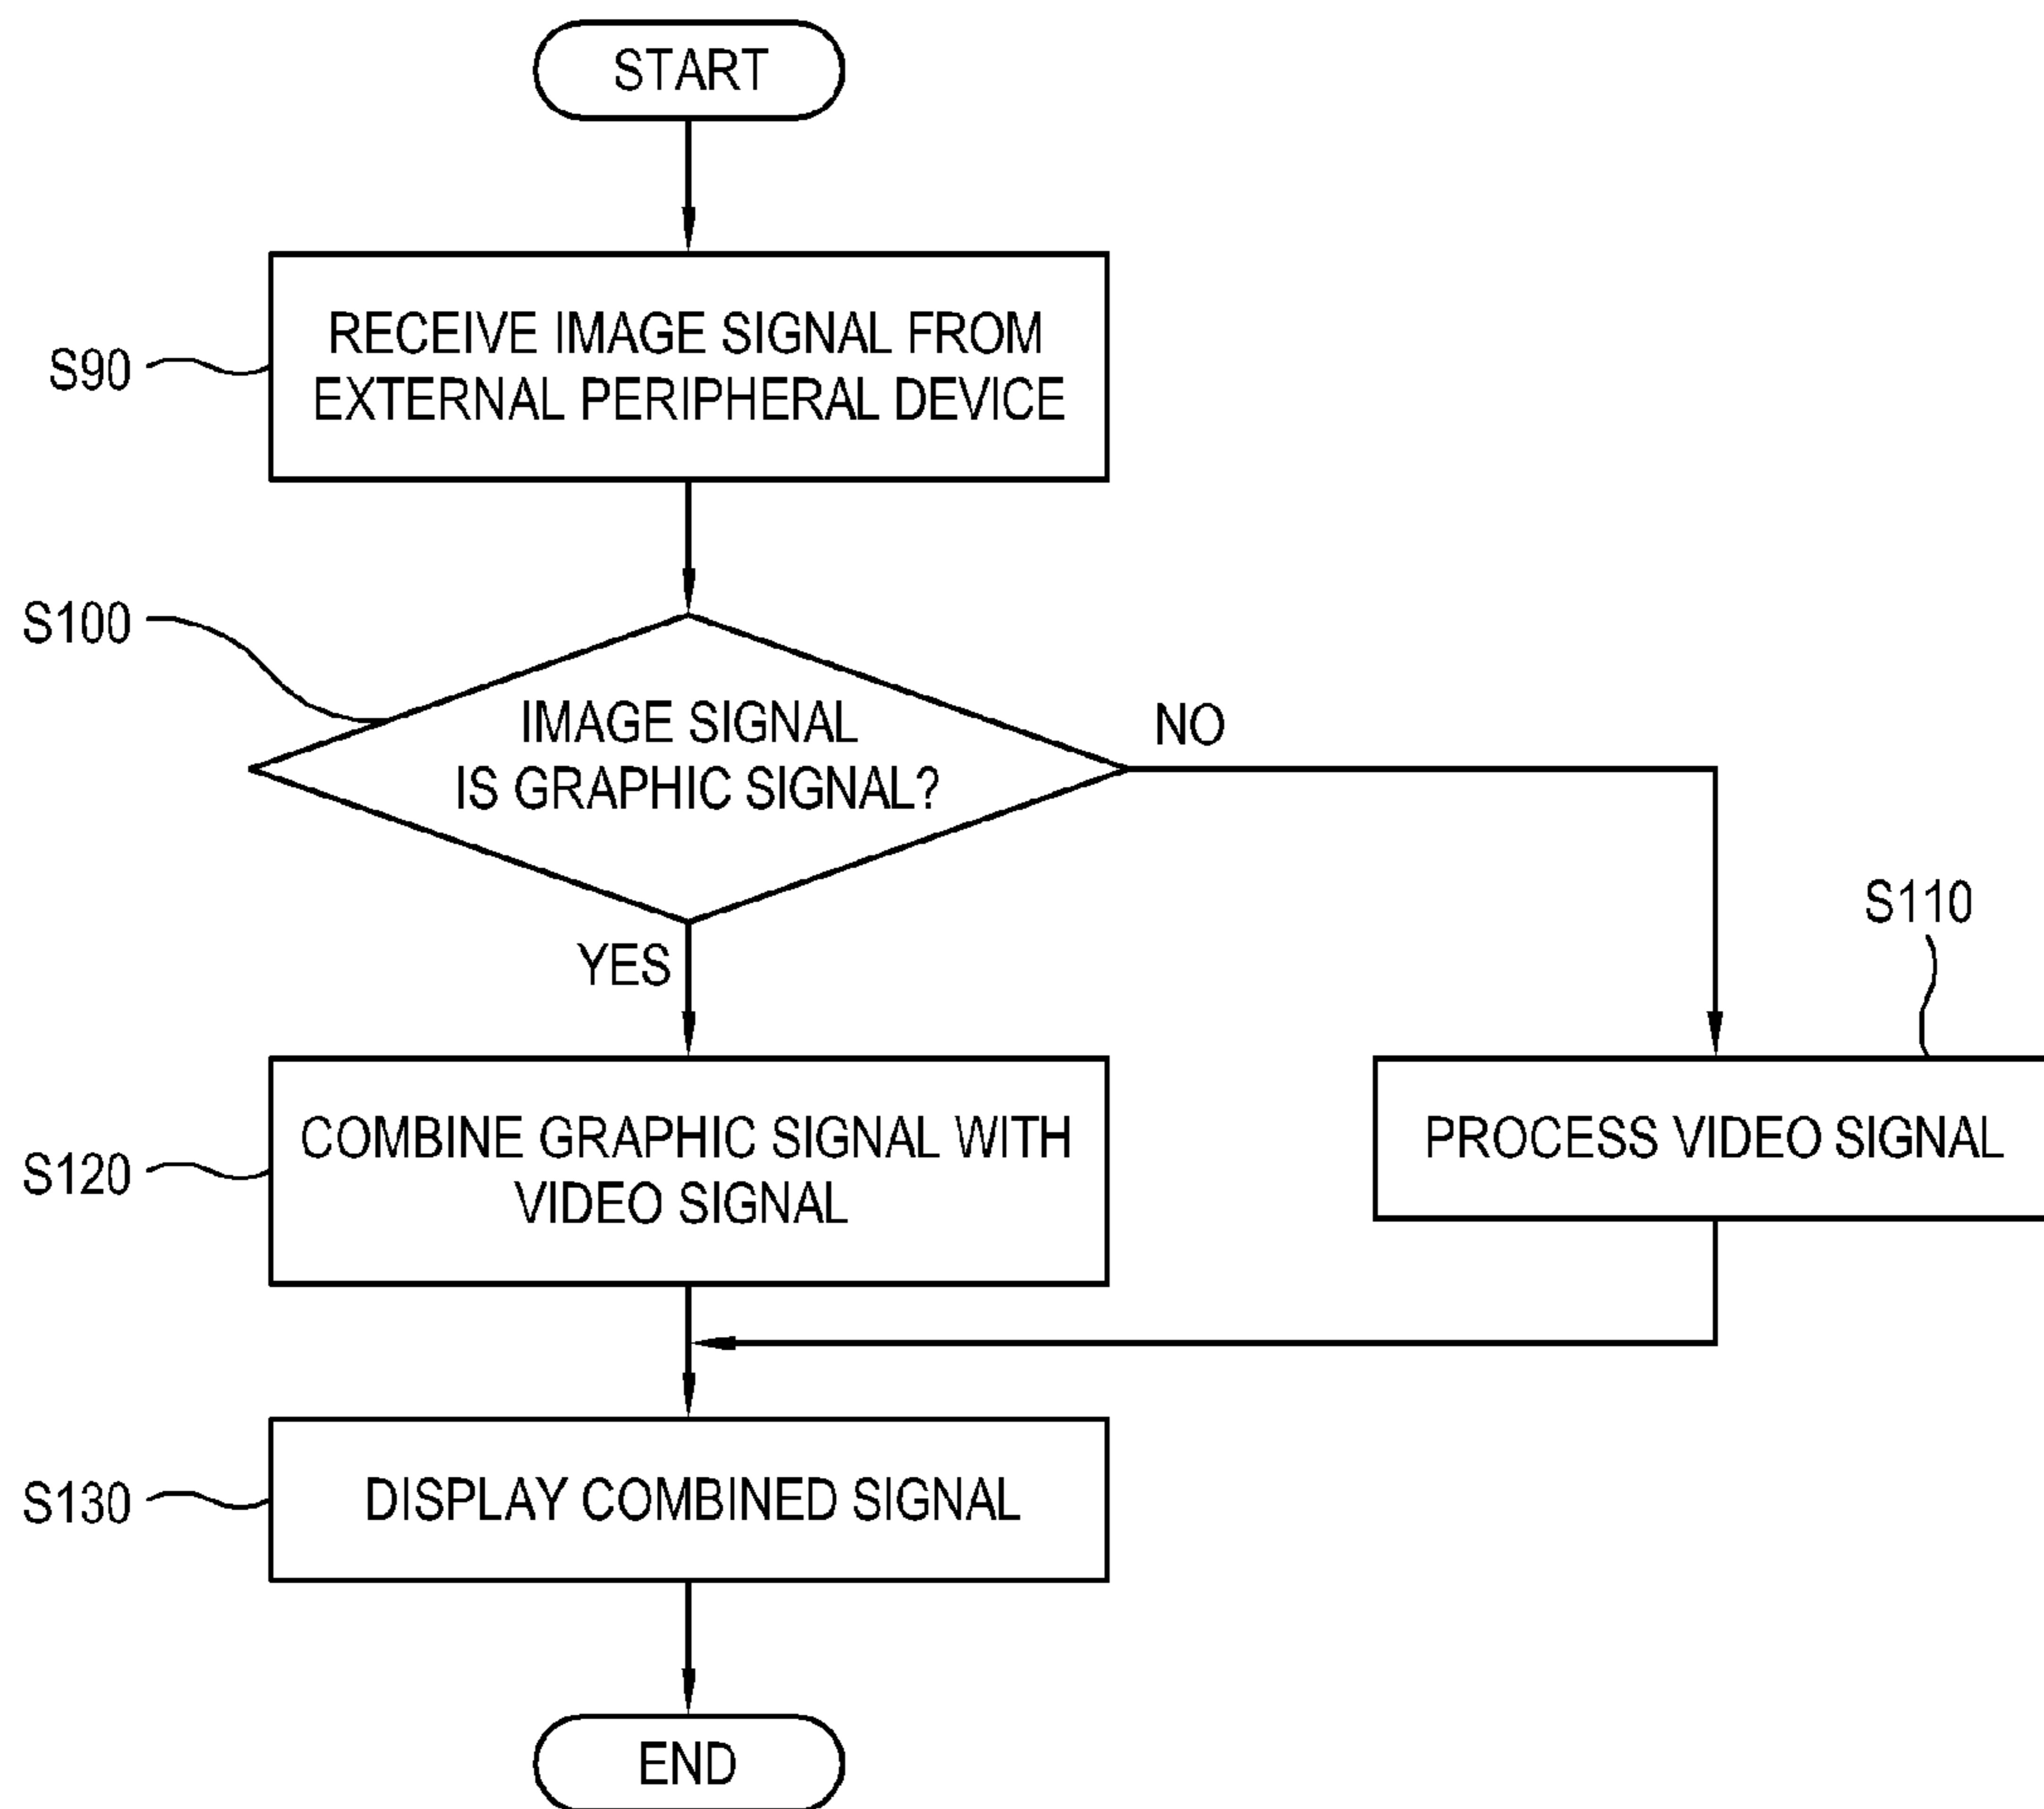 START
RECEIVE IMAGE SIGNAL FROM
EXTERNAL PERIPHERAL DEVICE
S90
S100
IMAGE SIGNAL
IS GRAPHIC SIGNAL?
NO
YES
S110
COMBINE GRAPHIC SIGNAL WITH
VIDEO SIGNAL
S120
PROCESS VIDEO SIGNAL
DISPLAY COMBINED SIGNAL
S130
END